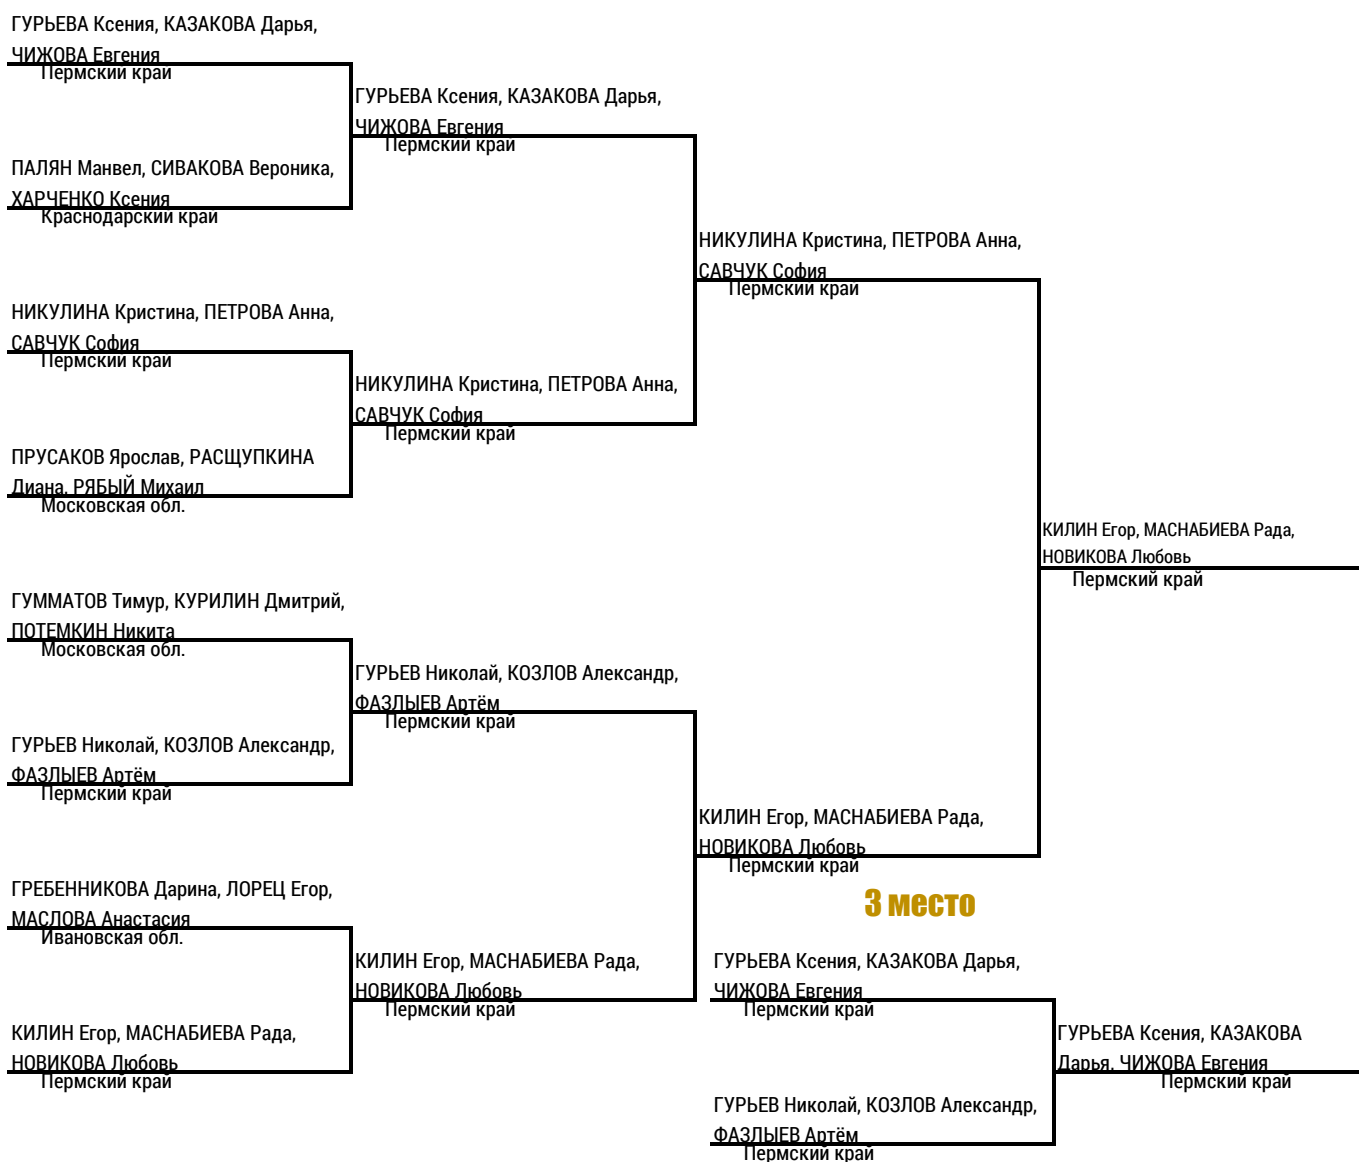 ГУРЬЕВА Ксения, КАЗАКОВА Дарья,
ЧИЖОВА Евгения
Пермский край
ПАЛЯН Манвел, СИВАКОВА Вероника,
ХАРЧЕНКО Ксения
Краснодарский край
НИКУЛИНА Кристина, ПЕТРОВА Анна,
САВЧУК София
Пермский край
ПРУСАКОВ Ярослав, РАСЩУПКИНА
Диана, РЯБЫЙ Михаил
Московская обл.
ГУММАТОВ Тимур, КУРИЛИН Дмитрий,
ПОТЕМКИН Никита
Московская обл.
ГУРЬЕВ Николай, КОЗЛОВ Александр,
ФАЗЛЫЕВ Артём
Пермский край
ГРЕБЕННИКОВА Дарина, ЛОРЕЦ Егор,
МАСЛОВА Анастасия
Ивановская обл.
КИЛИН Егор, МАСНАБИЕВА Рада,
НОВИКОВА Любовь
Пермский край
ГУРЬЕВА Ксения, КАЗАКОВА Дарья,
ЧИЖОВА Евгения
Пермский край
НИКУЛИНА Кристина, ПЕТРОВА Анна,
САВЧУК София
Пермский край
ГУРЬЕВ Николай, КОЗЛОВ Александр,
ФАЗЛЫЕВ Артём
Пермский край
КИЛИН Егор, МАСНАБИЕВА Рада,
НОВИКОВА Любовь
Пермский край
НИКУЛИНА Кристина, ПЕТРОВА Анна,
САВЧУК София
Пермский край
КИЛИН Егор, МАСНАБИЕВА Рада,
НОВИКОВА Любовь
Пермский край
КИЛИН Егор, МАСНАБИЕВА Рада,
НОВИКОВА Любовь
Пермский край
3 место
ГУРЬЕВА Ксения, КАЗАКОВА Дарья,
ЧИЖОВА Евгения
Пермский край
ГУРЬЕВ Николай, КОЗЛОВ Александр,
ФАЗЛЫЕВ Артём
Пермский край
ГУРЬЕВА Ксения, КАЗАКОВА
Дарья, ЧИЖОВА Евгения
Пермский край